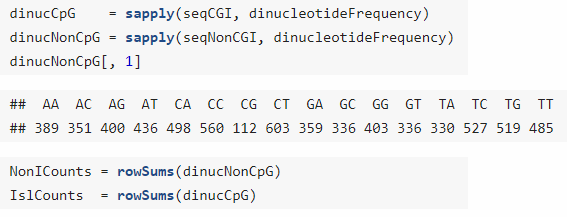 dinucCpG    = sapply(seqCGI, dinucleotideFrequency)
dinucNonCpG = sapply(seqNonCGI, dinucleotideFrequency)
dinucNonCpG[, 1]
##  AA  AC  AG  AT  CA  CC  CG  CT  GA  GC  GG  GT  TA  TC  TG  TT
## 389 351 400 436 498 560 112 603 359 336 403 336 330 527 519 485
NonICounts = rowSums(dinucNonCpG)
IslCounts  = rowSums(dinucCpG)